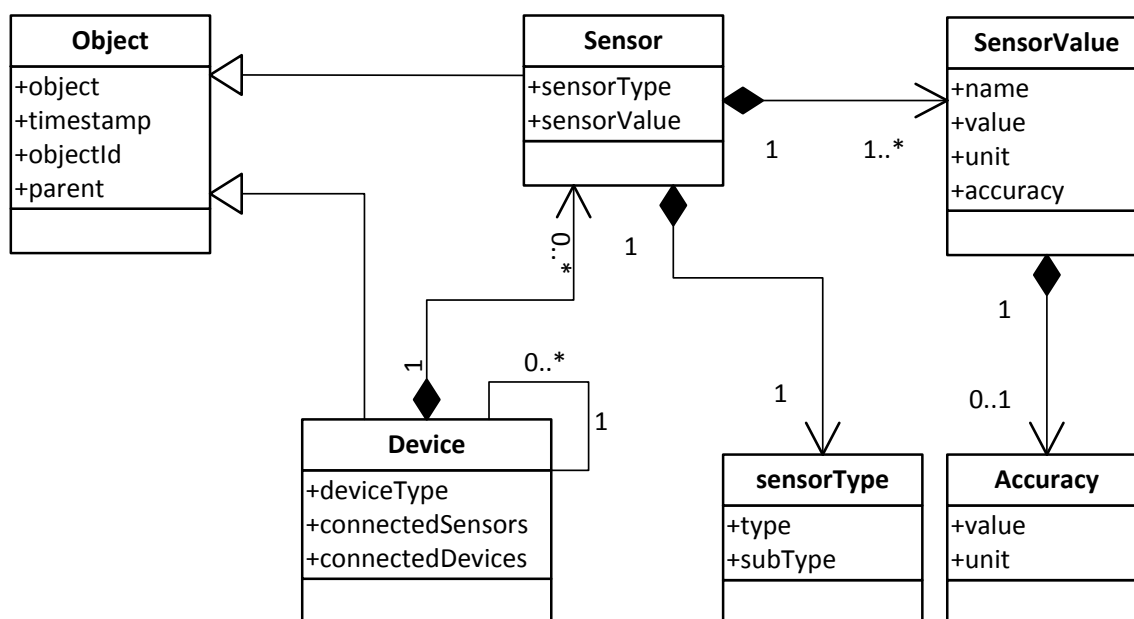 Object
+object
+timestamp
+objectId
+parent
Sensor
+sensorType
+sensorValue
SensorValue
+name
+value
+unit
+accuracy
1
1..*
0..*
1
1
1
1
0..1
0..*
1
Device
+deviceType
+connectedSensors
+connectedDevices
sensorType
+type
+subType
Accuracy
+value
+unit